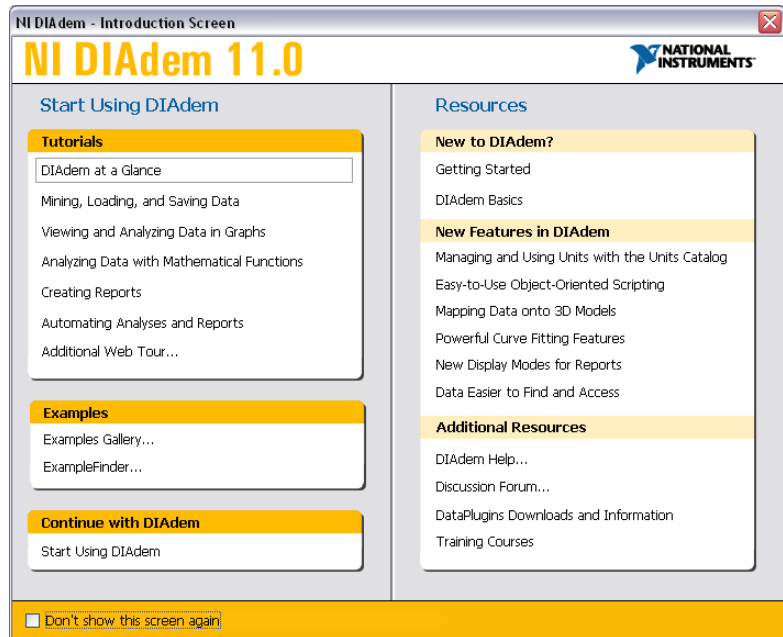 NI DIAdem - Introduction Screen
NI DIAdem 11.0
NATIONAL
INSTRUMENTS™
Start Using DIAdem
Tutorials
DIAdem at a Glance
Mining, Loading, and Saving Data
Viewing and Analyzing Data in Graphs
Analyzing Data with Mathematical Functions
Creating Reports
Automating Analyses and Reports
Additional Web Tour...
Examples
Examples Gallery...
ExampleFinder...
Continue with DIAdem
Start Using DIAdem
Resources
New to DIAdem?
Getting Started
DIAdem Basics
New Features in DIAdem
Managing and Using Units with the Units Catalog
Easy-to-Use Object-Oriented Scripting
Mapping Data onto 3D Models
Powerful Curve Fitting Features
New Display Modes for Reports
Data Easier to Find and Access
Additional Resources
DIAdem Help...
Discussion Forum...
DataPlugins Downloads and Information
Training Courses
Don't show this screen again